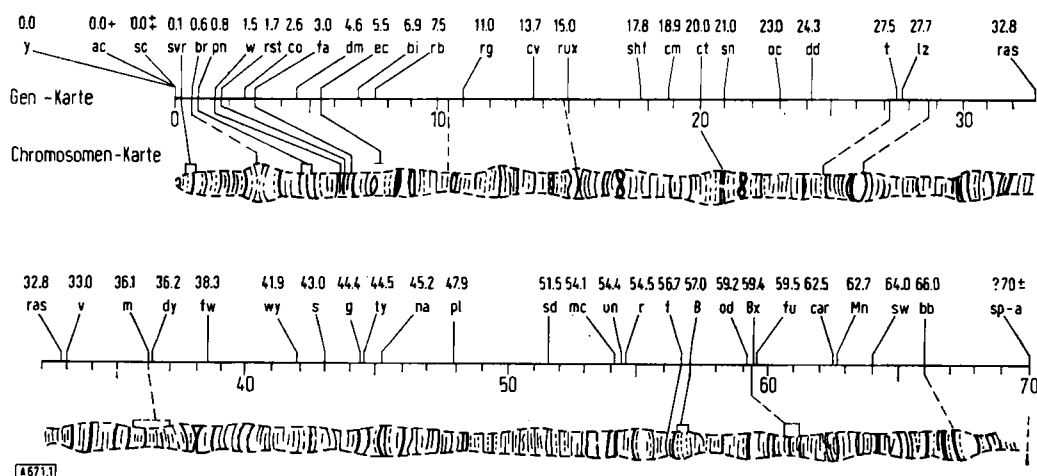 0.0 0.0+ 0.0‡ 0.1 0.6 0.8 1.5 1.7 2.6 3.0 4.6 5.5 6.9 7.5 11.0 13.7 15.0 17.8 18.9 20.0 21.0 23.0 24.3 27.5 27.7 32.8
y ac sc svr br pn w rst co fa dm ec bi rb rg cv rux shf cm ct sn oc dd t lz ras
Gen-Karte
0 10 20 30
Chromosomen-Karte
32.8 33.0 36.1 36.2 38.3 41.9 43.0 44.4 44.5 45.2 47.9 51.5 54.1 54.4 54.5 56.7 57.0 59.2 59.4 59.5 62.5 62.7 64.0 66.0 ?70±
ras v m dy fw wy s g ty na pl sd mc un r f B od Bx fu car Mn sw bb sp-a
40 50 60 70
A671.1